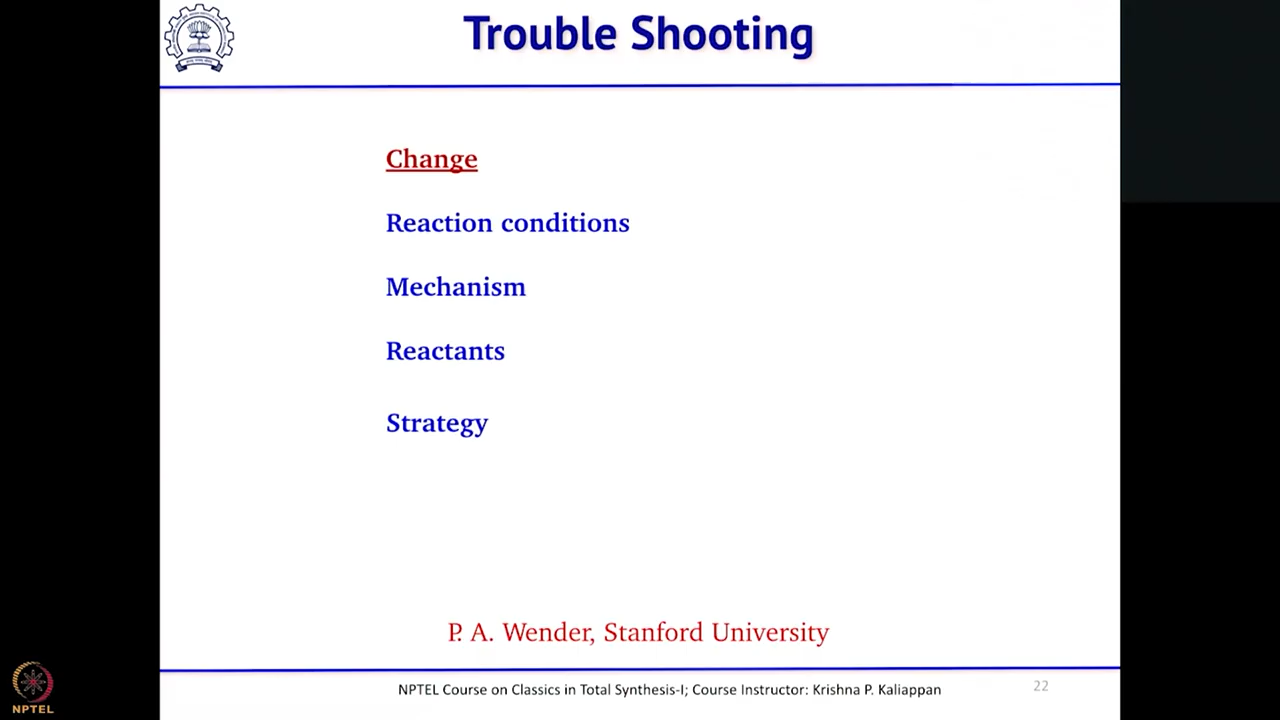 Trouble Shooting
Change
Reaction conditions
Mechanism
Reactants
Strategy
P. A. Wender, Stanford University
NPTEL Course on Classics in Total Synthesis-I; Course Instructor: Krishna P. Kaliappan
22
NPTEL